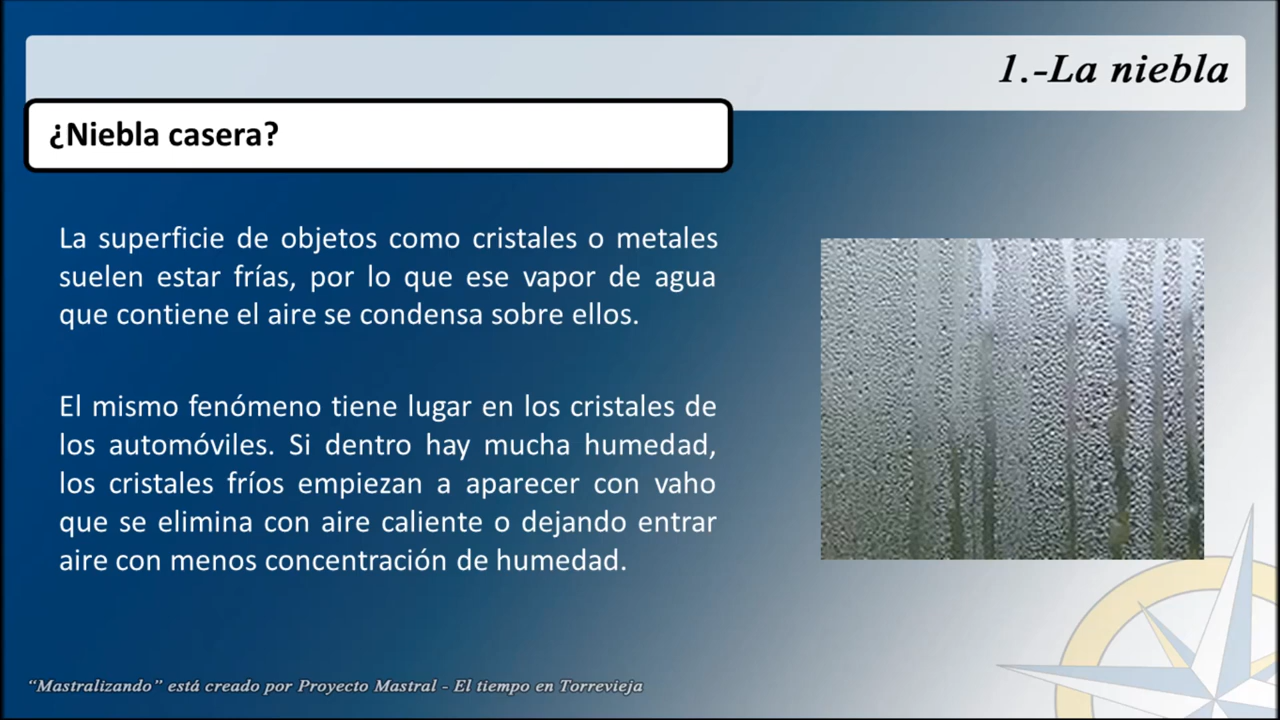 1.-La niebla
¿Niebla casera?
La superficie de objetos como cristales o metales
suelen estar frías, por lo que ese vapor de agua
que contiene el aire se condensa sobre ellos.
El mismo fenómeno tiene lugar en los cristales de
los automóviles. Si dentro hay mucha humedad,
los cristales fríos empiezan a aparecer con vaho
que se elimina con aire caliente o dejando entrar
aire con menos concentración de humedad.
“Mastralizando” está creado por Proyecto Mastral - El tiempo en Torrevieja